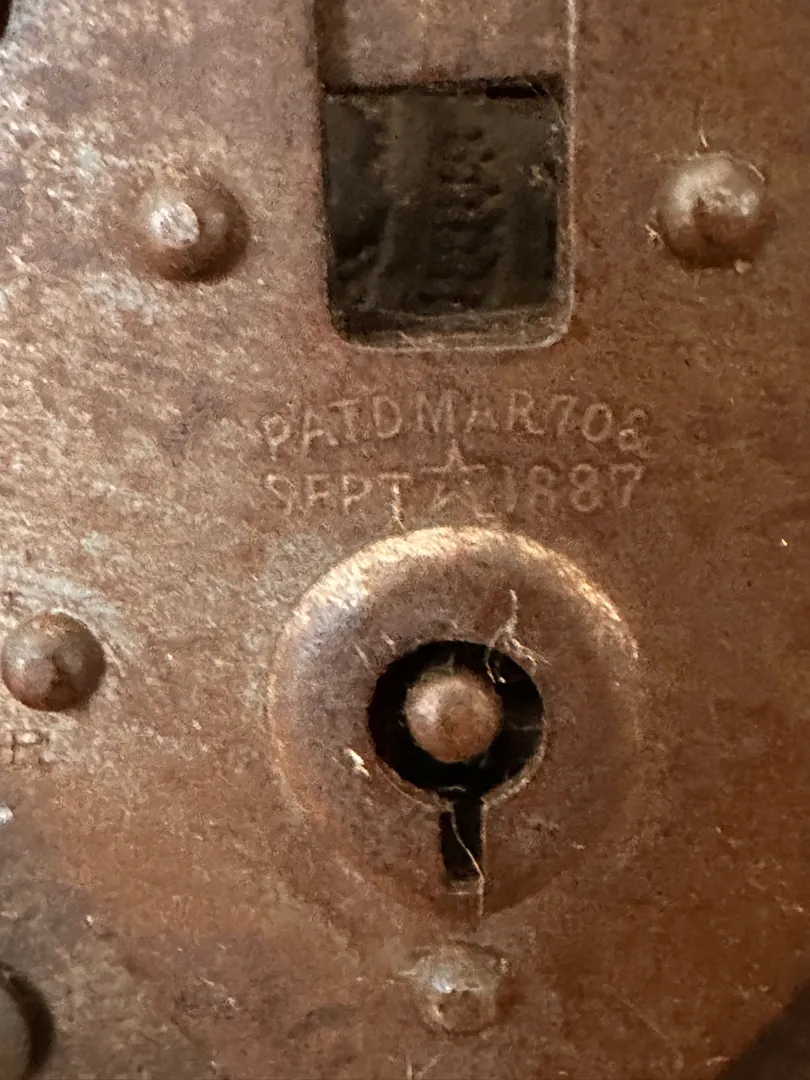 PATD MAR 70 &
SEPT ☆ 1887
R